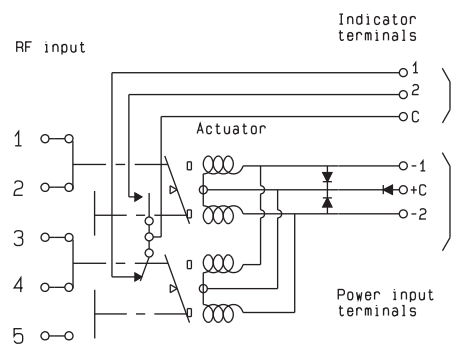 Indicator
terminals
RF input
1
2
C
Actuator
1
2
3
4
5
-1
+C
-2
Power input
terminals